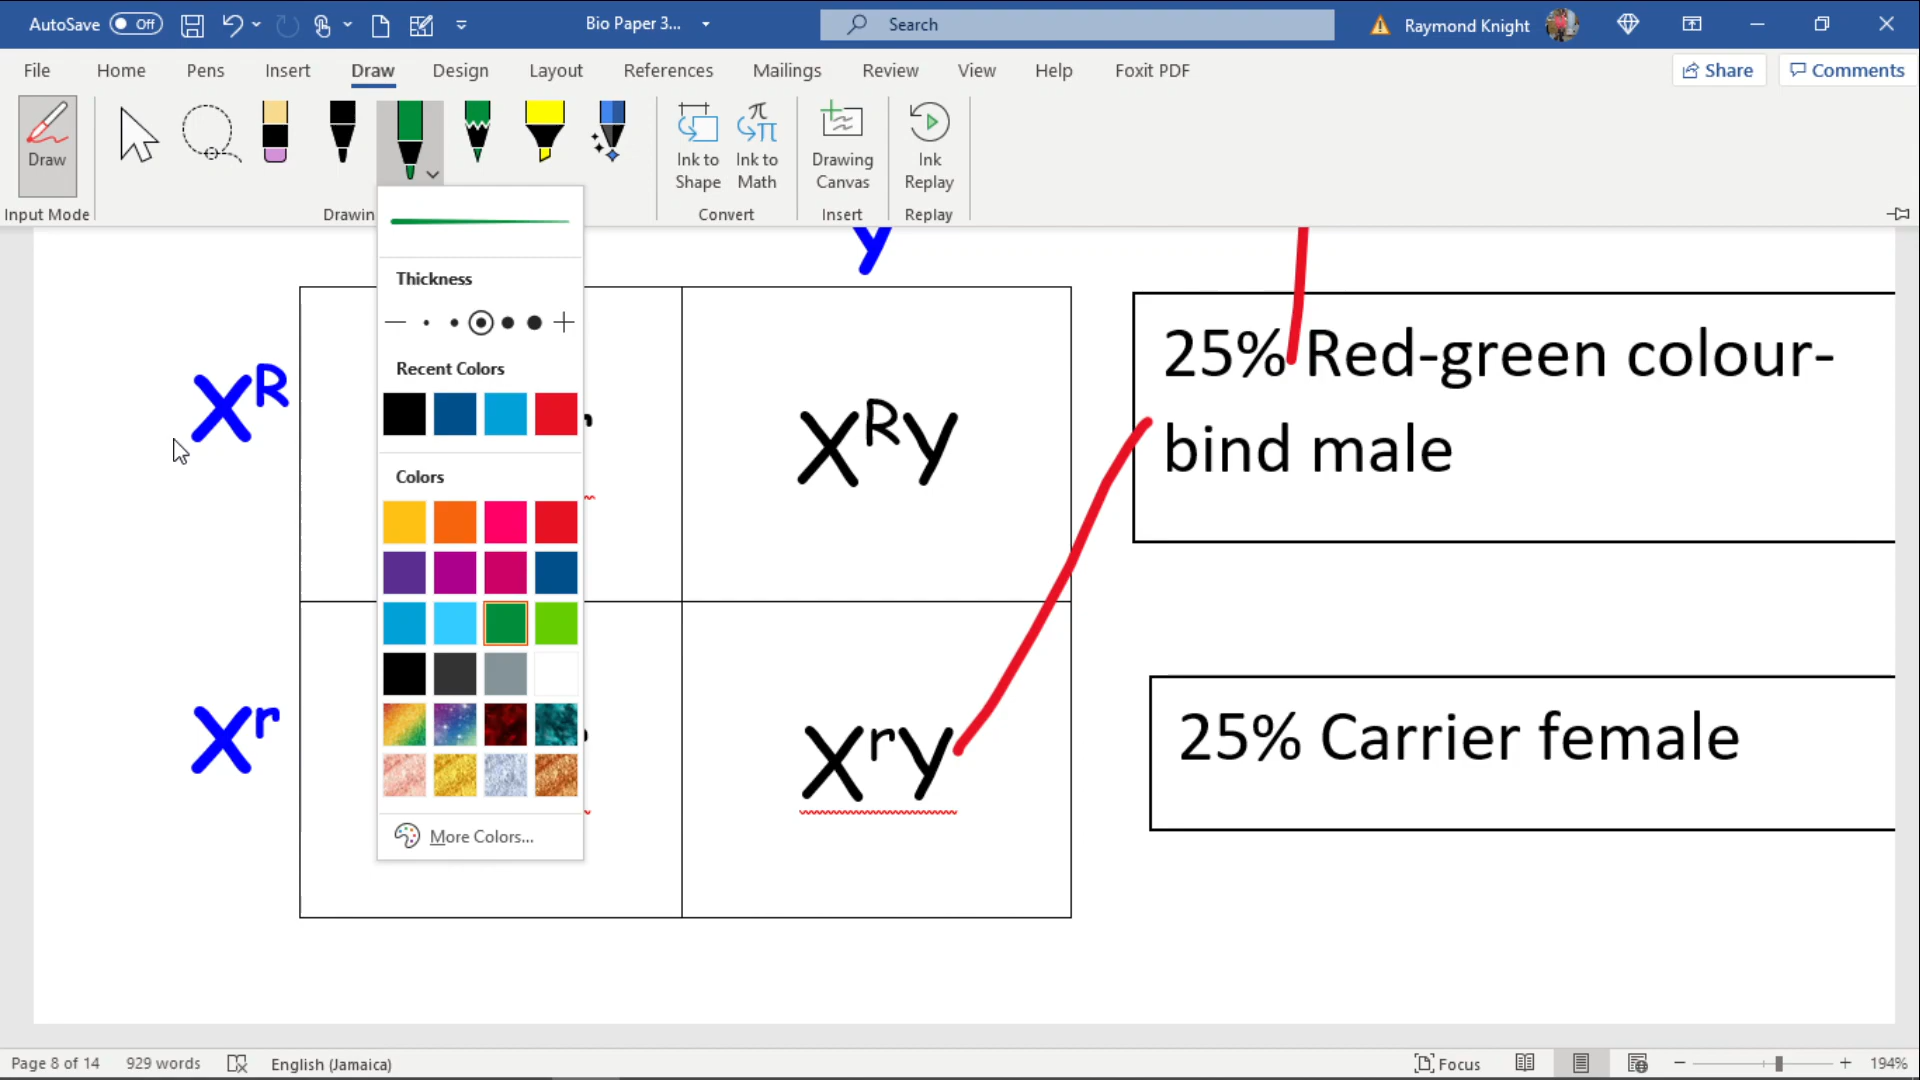 AutoSave Off Bio Paper 3... Search Raymond Knight
File Home Pens Insert Draw Design Layout References Mailings Review View Help Foxit PDF Share Comments
Draw
Ink to Shape
Ink to Math
Drawing Canvas
Ink Replay
Input Mode Drawin Convert Insert Replay
Thickness
Recent Colors
Colors
More Colors...
y
X^R
X^r
X^R y
X^r y
25% Red-green colour-
bind male
25% Carrier female
Page 8 of 14 929 words English (Jamaica) Focus 194%